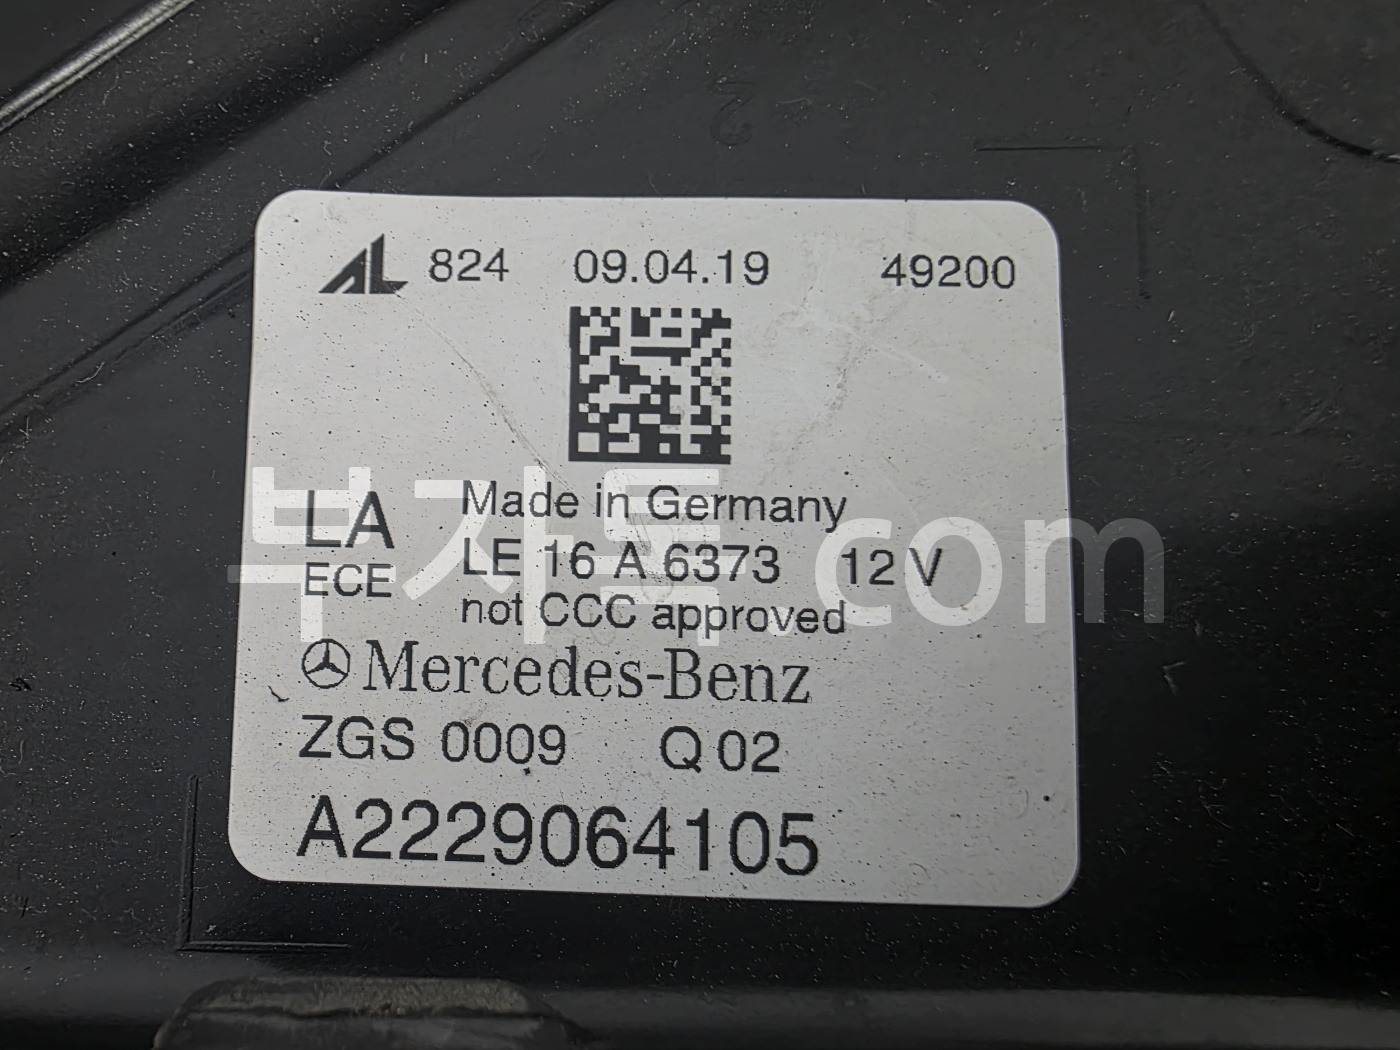 AL 824 09.04.19 49200
LA Made in Germany
ECE LE 16 A 6373 12 V
not CCC approved
부자독.com
Mercedes-Benz
ZGS 0009 Q 02
A2229064105
2